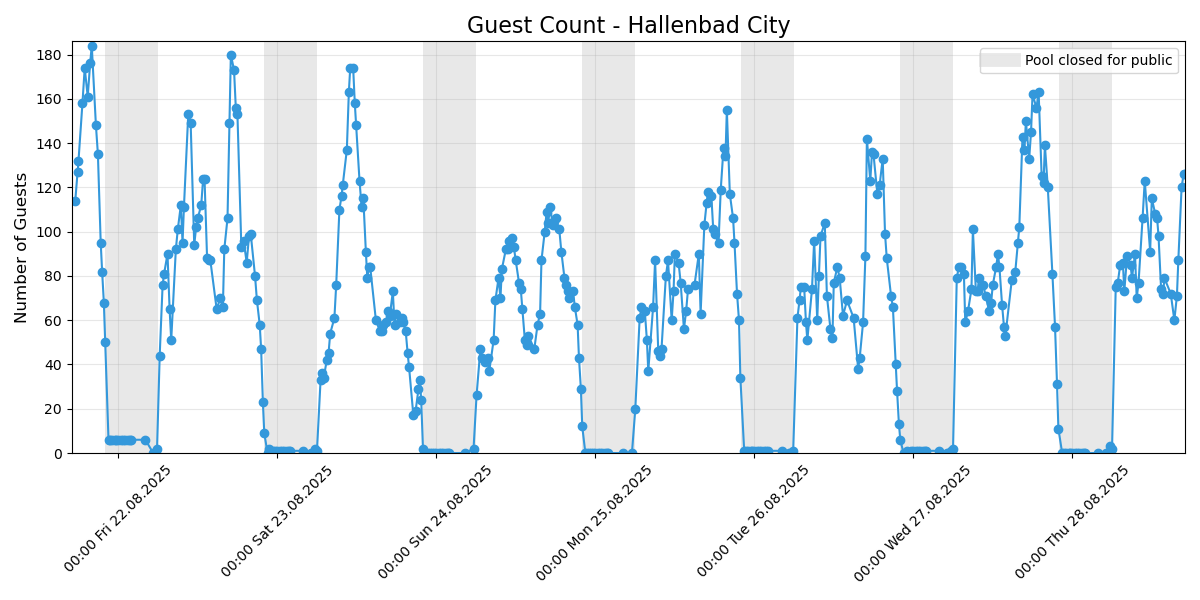 Guest Count - Hallenbad City
Pool closed for public
Number of Guests
180
160
140
120
100
80
60
40
20
0
00:00 Fri 22.08.2025
00:00 Sat 23.08.2025
00:00 Sun 24.08.2025
00:00 Mon 25.08.2025
00:00 Tue 26.08.2025
00:00 Wed 27.08.2025
00:00 Thu 28.08.2025